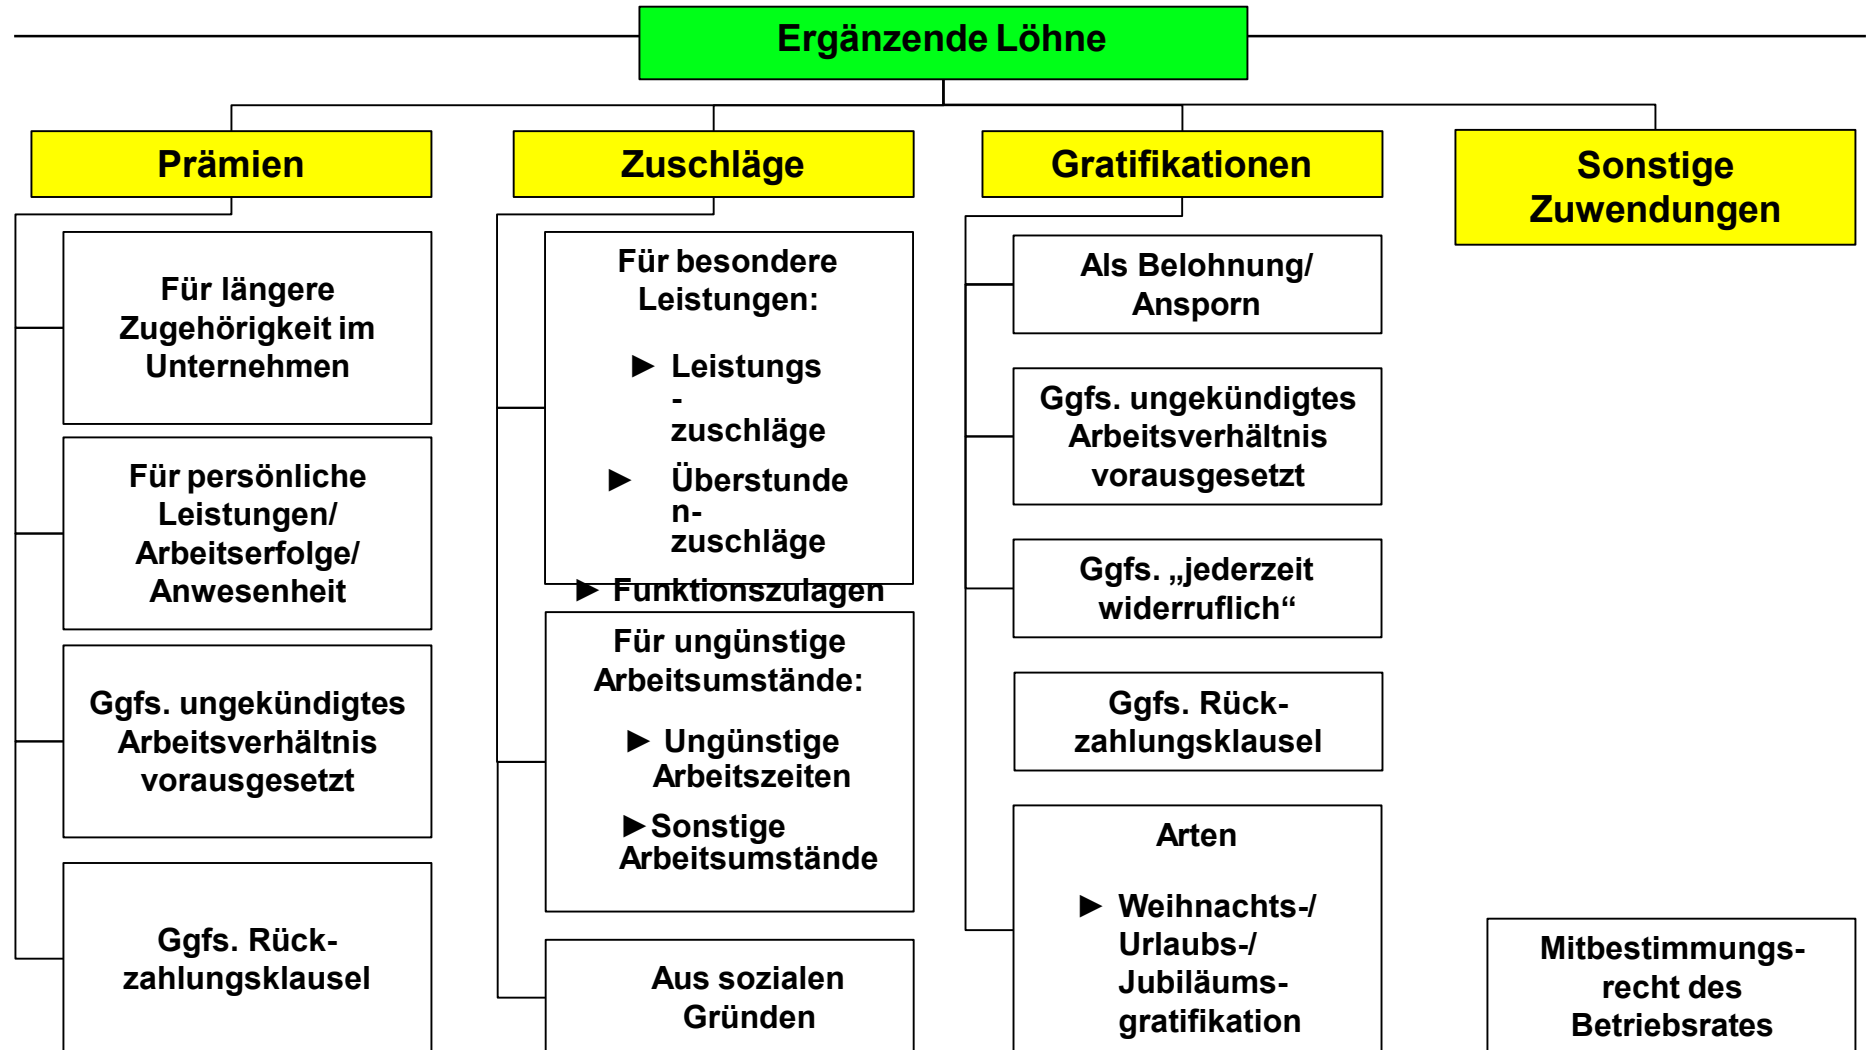 Ergänzende Löhne
Prämien
Für längere
Zugehörigkeit im
Unternehmen
Für persönliche
Leistungen/
Arbeitserfolge/
Anwesenheit
Ggfs. ungekündigtes
Arbeitsverhältnis
vorausgesetzt
Ggfs. Rück-
zahlungsklausel
Zuschläge
Für besondere
Leistungen:
► Leistungs
-
zuschläge
► Überstunde
n-
zuschläge
► Funktionszulagen
Für ungünstige
Arbeitsumstände:
► Ungünstige
Arbeitszeiten
►Sonstige
Arbeitsumstände
Aus sozialen
Gründen
Gratifikationen
Als Belohnung/
Ansporn
Ggfs. ungekündigtes
Arbeitsverhältnis
vorausgesetzt
Ggfs. „jederzeit
widerruflich“
Ggfs. Rück-
zahlungsklausel
Arten
► Weihnachts-/
Urlaubs-/
Jubiläums-
gratifikation
Sonstige
Zuwendungen
Mitbestimmungs-
recht des
Betriebsrates